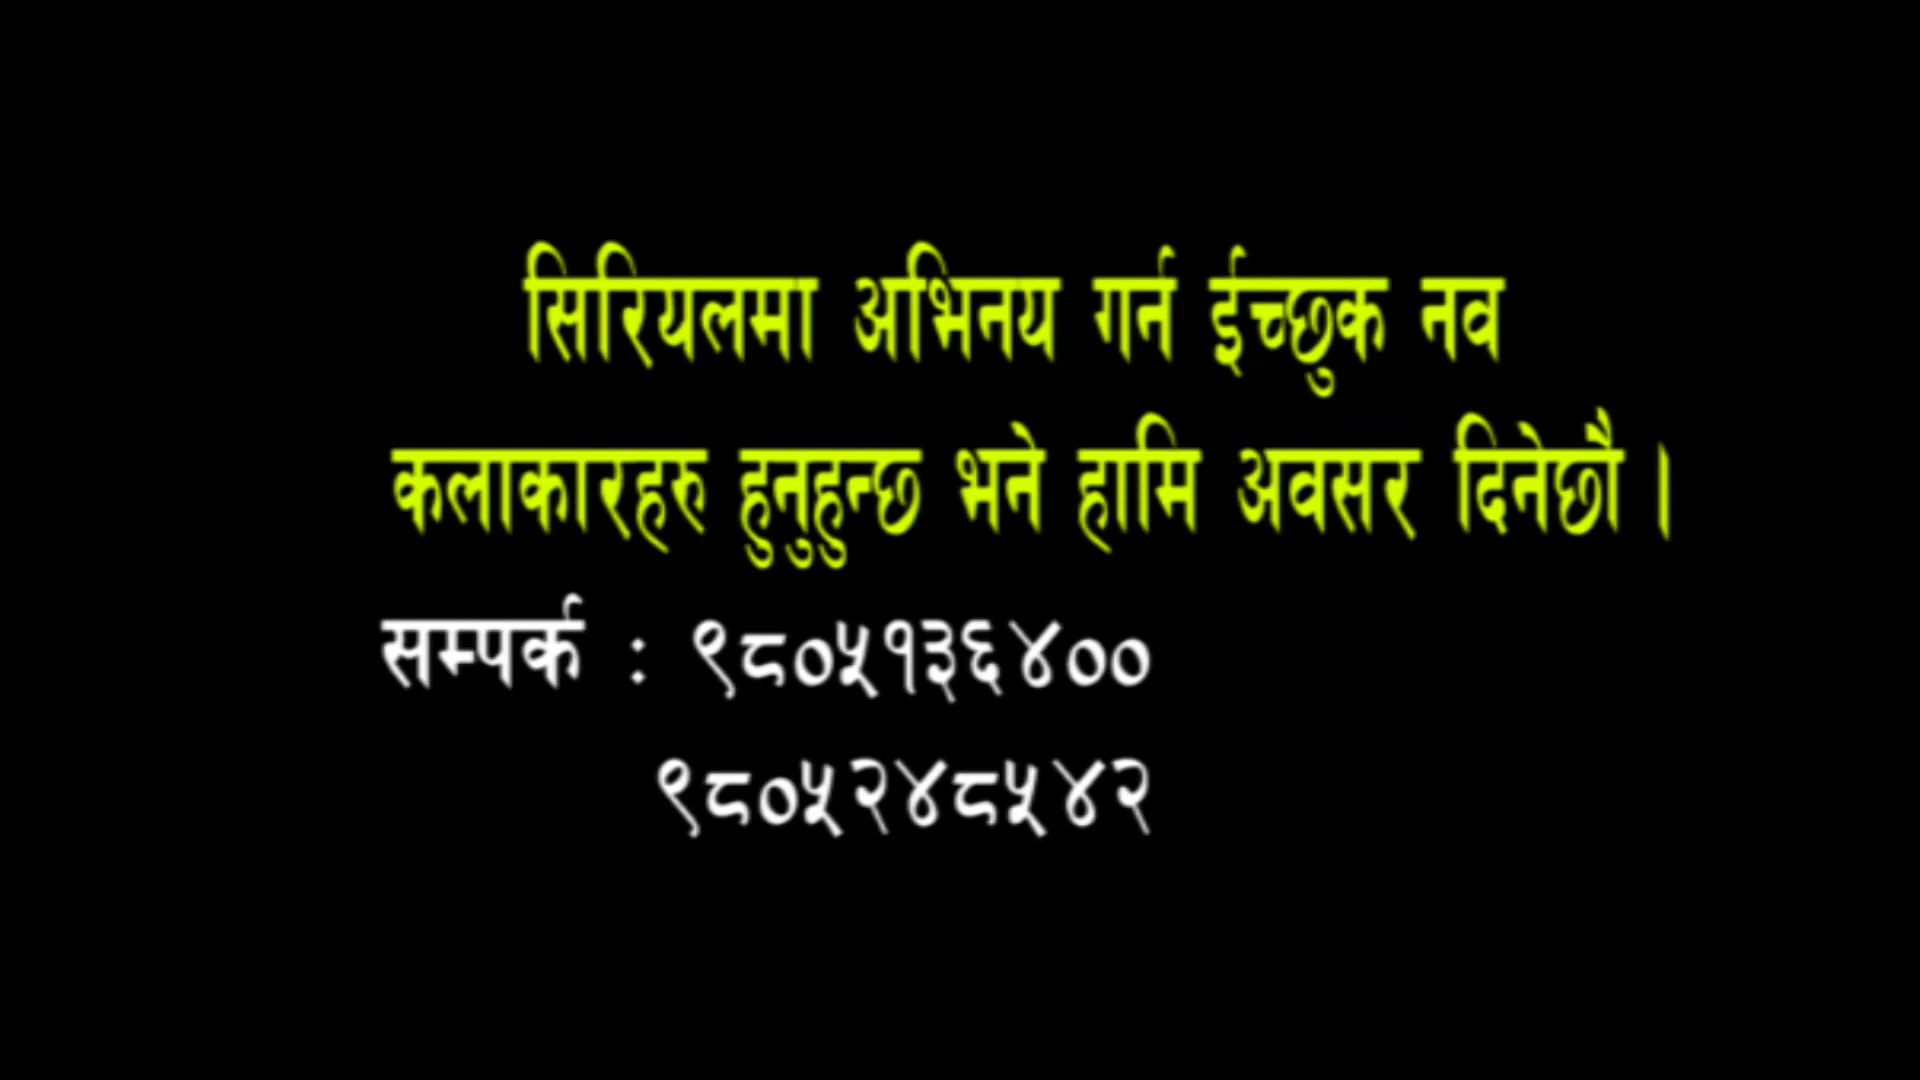 सिरियलमा अभिनय गर्न ईच्छुक नव
कलाकारहरु हुनुहुन्छ भने हामि अवसर दिनेछौ ।
सम्पर्क : ९८०५१३६४००
९८०५२४८५४२